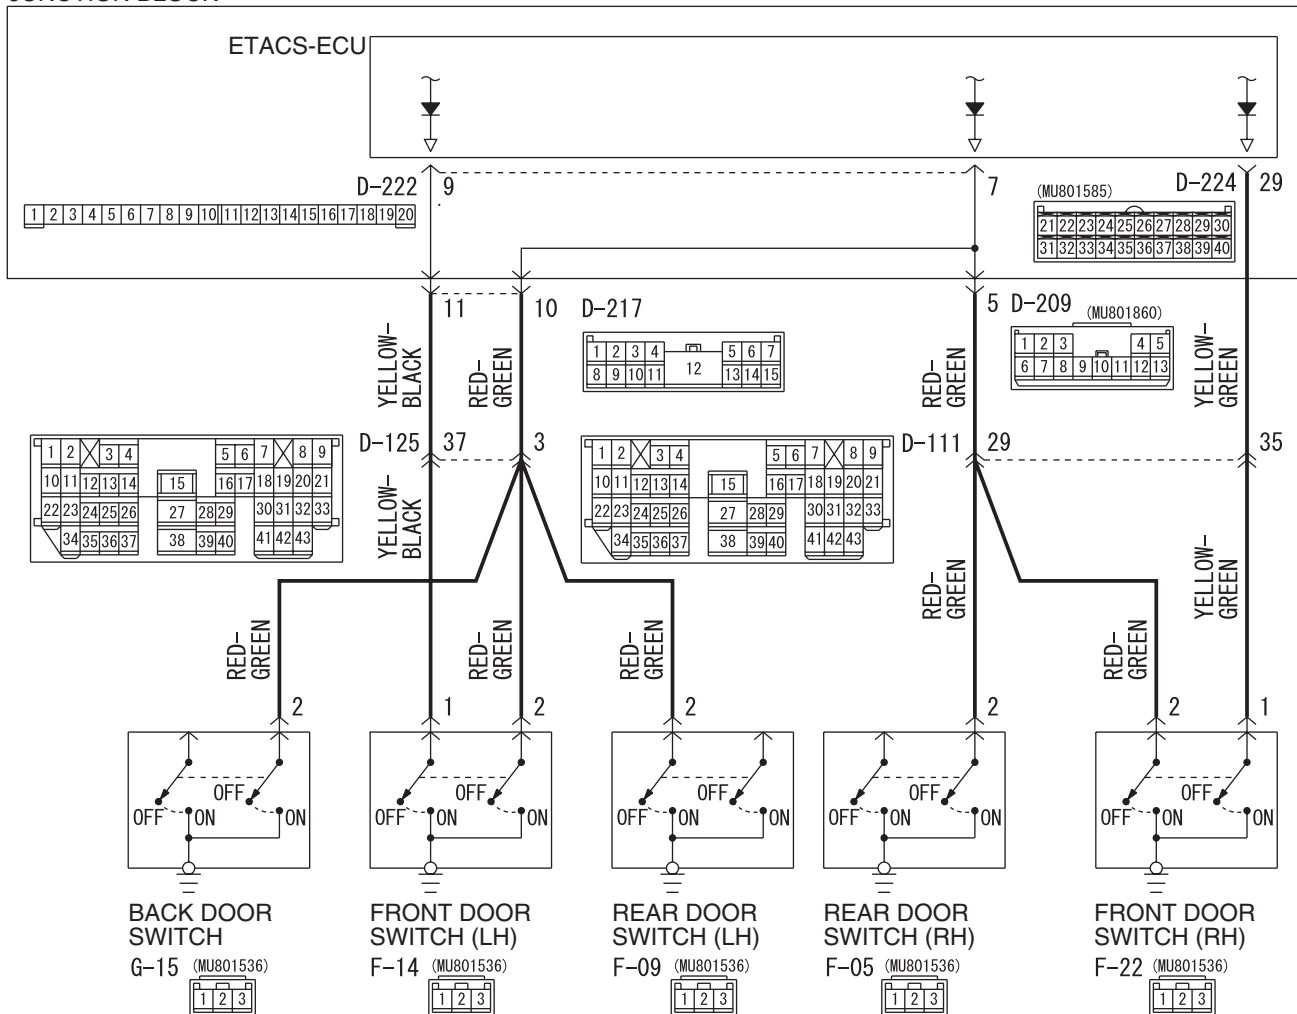 ETACS-ECU
D-222 9
7
(MU801585)
D-224 29
1 2 3 4 5 6 7 8 9 10 11 12 13 14 15 16 17 18 19 20
21 22 23 24 25 26 27 28 29 30
31 32 33 34 35 36 37 38 39 40
11
10 D-217
5 D-209 (MU801860)
1 2 3 4 5 6 7
8 9 10 11 12 13 14 15
1 2 3 4 5
6 7 8 9 10 11 12 13
YELLOW-
BLACK
RED-
GREEN
RED-
GREEN
YELLOW-
GREEN
D-125 37
3
D-111 29
35
1 2 3 4 5 6 7 8 9
10 11 12 13 14 15 16 17 18 19 20 21
22 23 24 25 26 27 28 29 30 31 32 33
34 35 36 37 38 39 40 41 42 43
1 2 3 4 5 6 7 8 9
10 11 12 13 14 15 16 17 18 19 20 21
22 23 24 25 26 27 28 29 30 31 32 33
34 35 36 37 38 39 40 41 42 43
YELLOW-
BLACK
RED-
GREEN
YELLOW-
GREEN
RED-
GREEN
RED-
GREEN
RED-
GREEN
RED-
GREEN
2
1
2
2
2
2
1
OFF OFF ON ON
OFF OFF ON ON
OFF OFF ON ON
OFF OFF ON ON
OFF OFF ON ON
BACK DOOR
SWITCH
G-15 (MU801536)
1 2 3
FRONT DOOR
SWITCH (LH)
F-14 (MU801536)
1 2 3
REAR DOOR
SWITCH (LH)
F-09 (MU801536)
1 2 3
REAR DOOR
SWITCH (RH)
F-05 (MU801536)
1 2 3
FRONT DOOR
SWITCH (RH)
F-22 (MU801536)
1 2 3